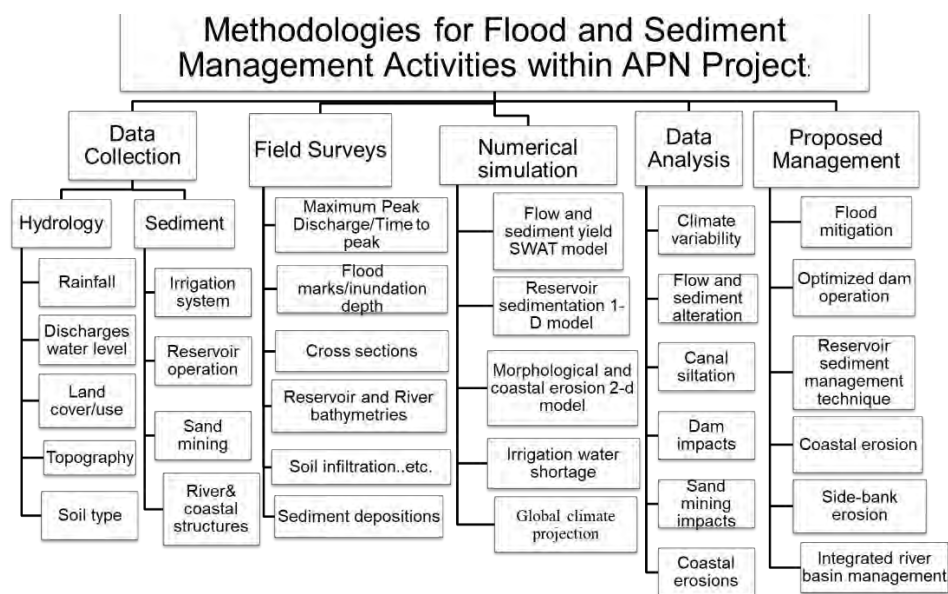 Methodologies for Flood and Sediment
Management Activities within APN Project:
Data
Collection
Hydrology
Rainfall
Discharges
water level
Land
cover/use
Topography
Soil type
Sediment
Irrigation
system
Reservoir
operation
Sand
mining
River&
coastal
structures
Field Surveys
Maximum Peak
Discharge/Time to
peak
Flood
marks/inundation
depth
Cross sections
Reservoir and River
bathymetries
Soil infiltration..etc.
Sediment depositions
Numerical
simulation
Flow and
sediment yield
SWAT model
Reservoir
sedimentation 1-
D model
Morphological and
coastal erosion 2-d
model
Irrigation water
shortage
Global climate
projection
Data
Analysis
Climate
variability
Flow and
sediment
alteration
Canal
siltation
Dam
impacts
Sand
mining
impacts
Coastal
erosions
Proposed
Management
Flood
mitigation
Optimized dam
operation
Reservoir
sediment
management
technique
Coastal erosion
Side-bank
erosion
Integrated river
basin management